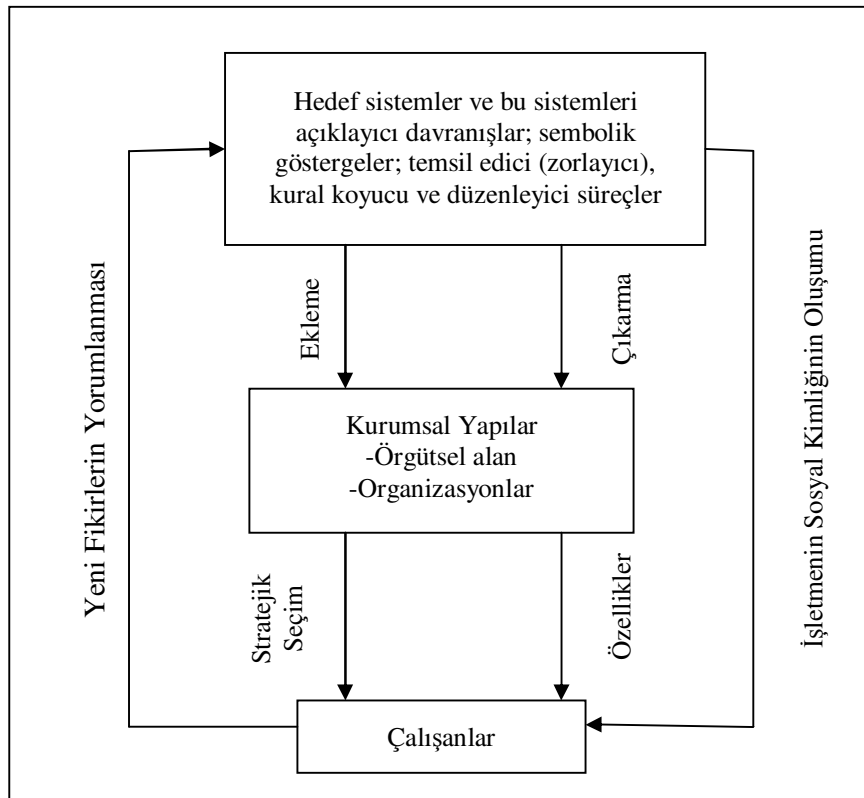 Hedef sistemler ve bu sistemleri
açıklayıcı davranışlar; sembolik
göstergeler; temsil edici (zorlayıcı),
kural koyucu ve düzenleyici süreçler
Yeni Fikirlerin Yorumlanması
Ekleme
Çıkarma
İşletmenin Sosyal Kimliğinin Oluşumu
Kurumsal Yapılar
-Örgütsel alan
-Organizasyonlar
Stratejik
Seçim
Özellikler
Çalışanlar